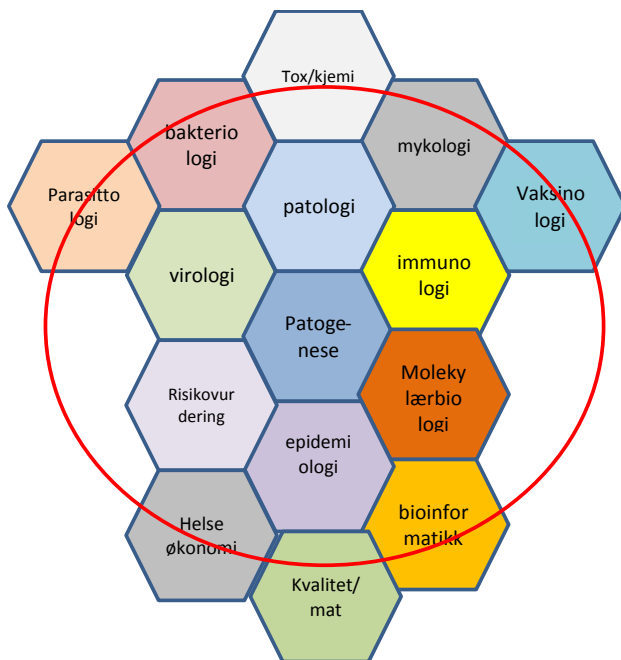 Tox/kjemi
bakterio
logi
mykologi
Parasitto
logi
patologi
Vaksino
logi
virologi
immuno
logi
Patoge-
nese
Risikovur
dering
Moleky
lærbio
logi
epidemi
ologi
Helse
økonomi
bioinfor
matikk
Kvalitet/
mat